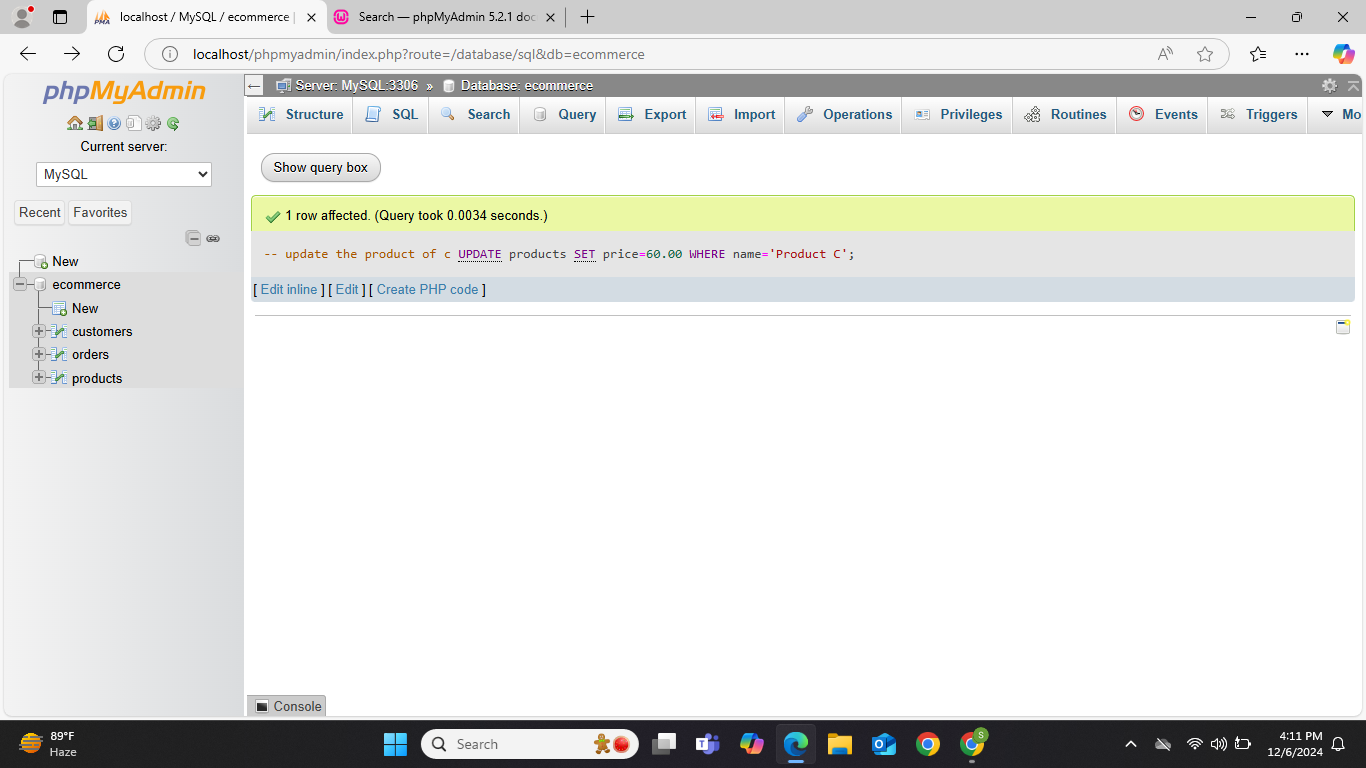 localhost / MySQL / ecommerce |
Search — phpMyAdmin 5.2.1 doc
localhost/phpmyadmin/index.php?route=/database/sql&db=ecommerce
phpMyAdmin
Current server:
MySQL
Recent
Favorites
New
ecommerce
New
customers
orders
products
Server: MySQL:3306 » Database: ecommerce
Structure
SQL
Search
Query
Export
Import
Operations
Privileges
Routines
Events
Triggers
Mo
Show query box
1 row affected. (Query took 0.0034 seconds.)
-- update the product of c UPDATE products SET price=60.00 WHERE name='Product C';
[ Edit inline ] [ Edit ] [ Create PHP code ]
Console
89°F
Haze
Search
S
4:11 PM
12/6/2024